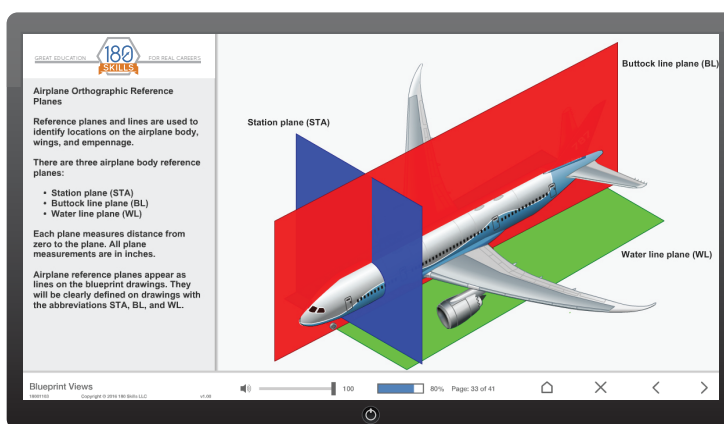 GREAT EDUCATION
180
SKILLS
FOR REAL CAREERS
Airplane Orthographic Reference
Planes
Reference planes and lines are used to
identify locations on the airplane body,
wings, and empennage.
There are three airplane body reference
planes:
• Station plane (STA)
• Buttock line plane (BL)
• Water line plane (WL)
Each plane measures distance from
zero to the plane. All plane
measurements are in inches.
Airplane reference planes appear as
lines on the blueprint drawings. They
will be clearly defined on drawings with
the abbreviations STA, BL, and WL.
Buttock line plane (BL)
Station plane (STA)
Water line plane (WL)
Blueprint Views
Copyright © 2016 180 Skills LLC
v1.00
100
80%
Page: 33 of 41